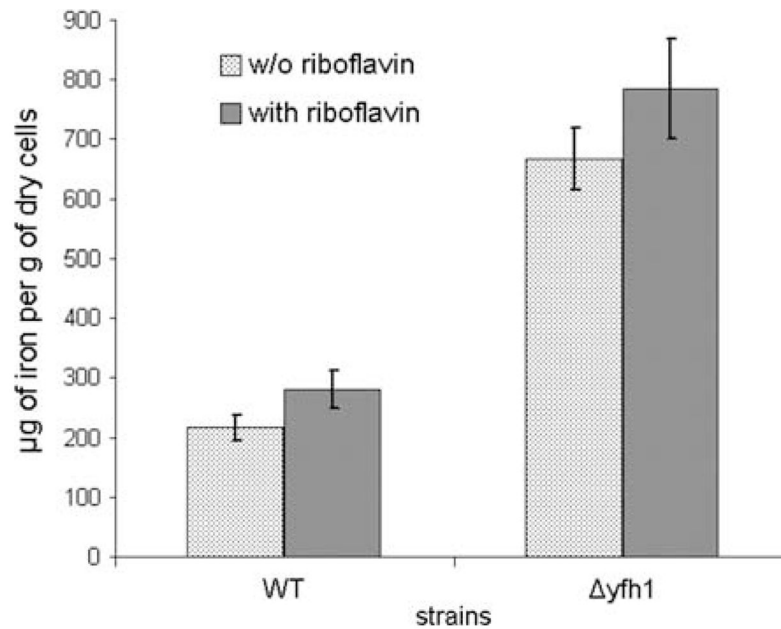 µg of iron per g of dry cells
900
800
700
600
500
400
300
200
100
0
w/o riboflavin
with riboflavin
WT
Δyfh1
strains